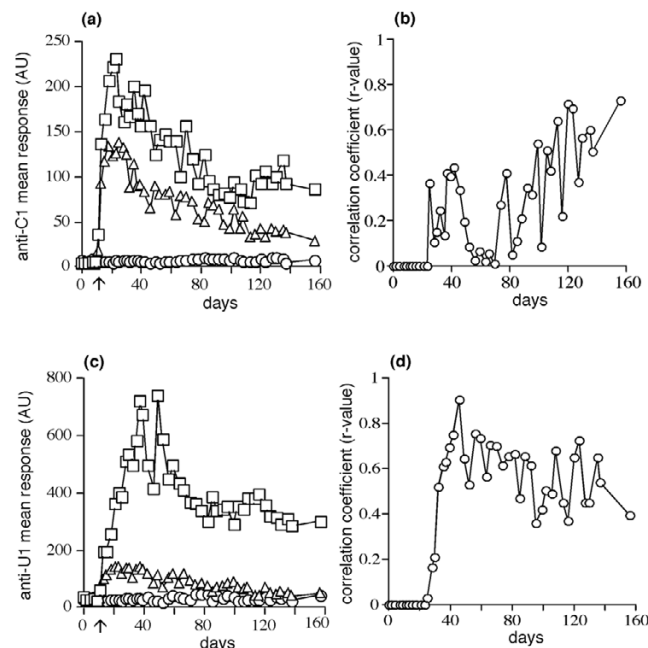 (a)
anti-C1 mean response (AU)
250
200
150
100
50
0
0 40 80 120 160
days
(b)
correlation coefficient (r-value)
1
0.8
0.6
0.4
0.2
0
0 40 80 120 160
days
(c)
anti-U1 mean response (AU)
800
600
400
200
0
0 40 80 120 160
days
(d)
correlation coefficient (r-value)
1
0.8
0.6
0.4
0.2
0
0 40 80 120 160
days